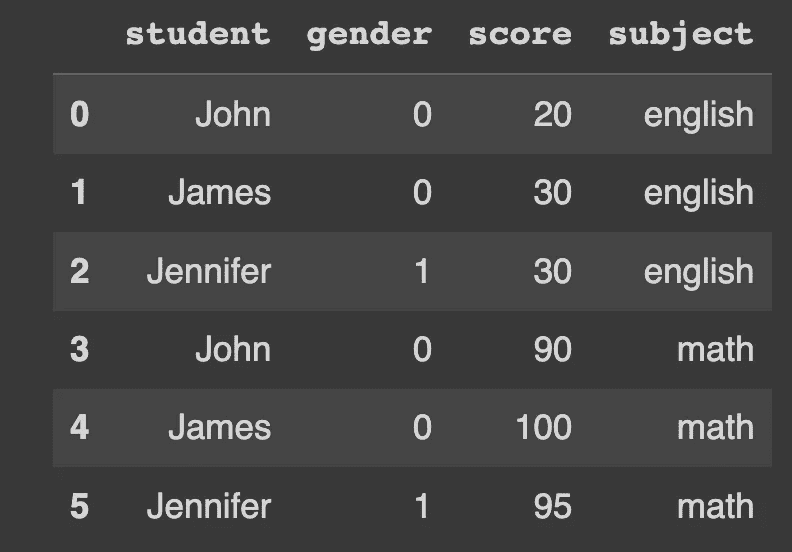 student gender score subject
0 John 0 20 english
1 James 0 30 english
2 Jennifer 1 30 english
3 John 0 90 math
4 James 0 100 math
5 Jennifer 1 95 math